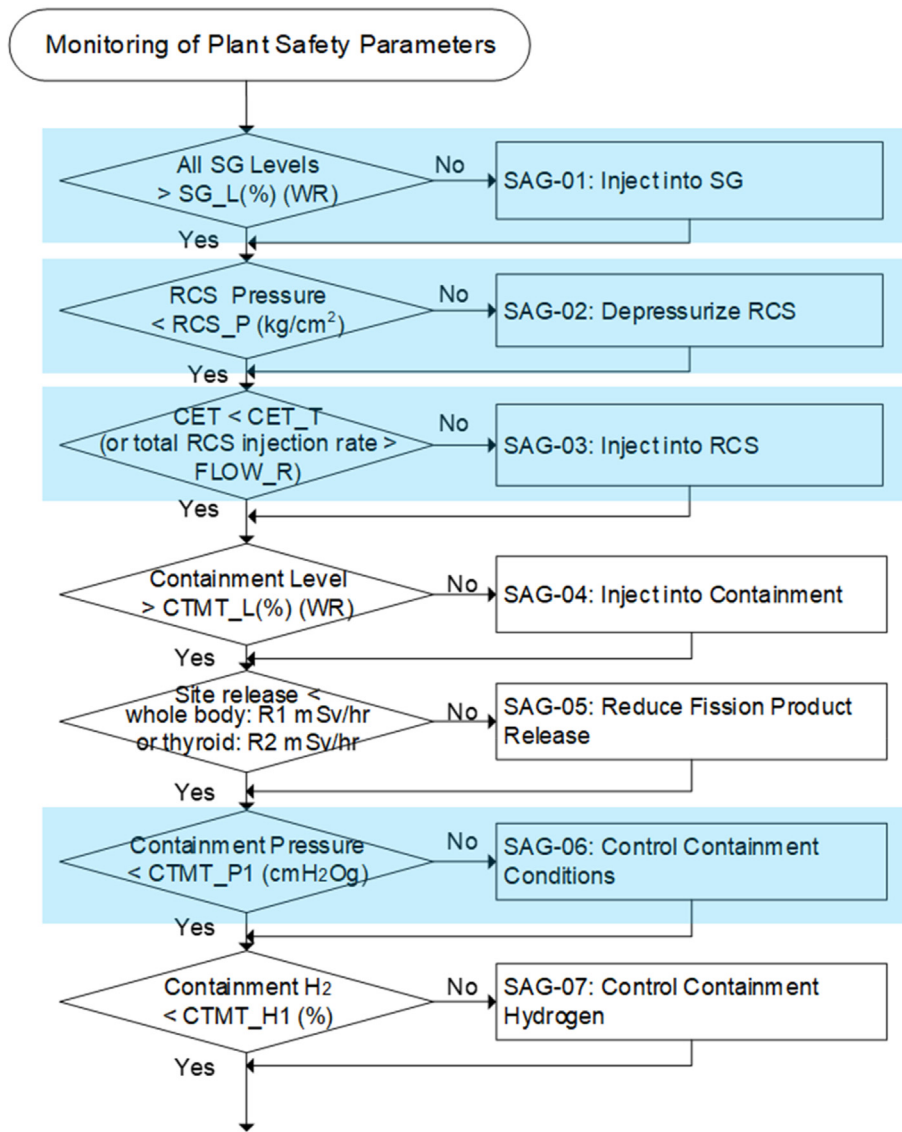 Monitoring of Plant Safety Parameters
All SG Levels
> SG_L(%) (WR)
No
SAG-01: Inject into SG
Yes
RCS Pressure
< RCS_P (kg/cm²)
No
SAG-02: Depressurize RCS
Yes
CET < CET_T
(or total RCS injection rate >
FLOW_R)
No
SAG-03: Inject into RCS
Yes
Containment Level
> CTMT_L(%) (WR)
No
SAG-04: Inject into Containment
Yes
Site release <
whole body: R1 mSv/hr
or thyroid: R2 mSv/hr
No
SAG-05: Reduce Fission Product
Release
Yes
Containment Pressure
< CTMT_P1 (cmH₂Og)
No
SAG-06: Control Containment
Conditions
Yes
Containment H₂
< CTMT_H1 (%)
No
SAG-07: Control Containment
Hydrogen
Yes